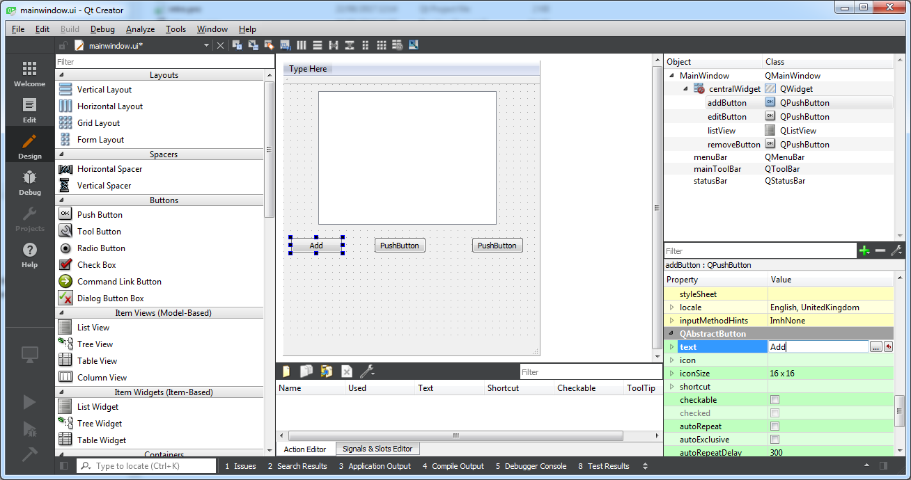 mainwindow.ui - Qt Creator
File Edit Build Debug Analyze Tools Window Help
mainwindow.ui*
Welcome
Edit
Design
Debug
Projects
Help
Filter
Layouts
Vertical Layout
Horizontal Layout
Grid Layout
Form Layout
Spacers
Horizontal Spacer
Vertical Spacer
Buttons
Push Button
Tool Button
Radio Button
Check Box
Command Link Button
Dialog Button Box
Item Views (Model-Based)
List View
Tree View
Table View
Column View
Item Widgets (Item-Based)
List Widget
Tree Widget
Table Widget
Containers
Type Here
Add PushButton PushButton
Filter
Name Used Text Shortcut Checkable ToolTip
Action Editor Signals & Slots Editor
Object Class
MainWindow QMainWindow
centralWidget QWidget
addButton QPushButton
editButton QPushButton
listView QListView
removeButton QPushButton
menuBar QMenuBar
mainToolBar QToolBar
statusBar QStatusBar
Filter
addButton : QPushButton
Property Value
styleSheet
locale English, UnitedKingdom
inputMethodHints ImhNone
QAbstractButton
text Add
icon
iconSize 16 x 16
shortcut
checkable
checked
autoRepeat
autoExclusive
autoRepeatDelay 300
Type to locate (Ctrl+K) 1 Issues 2 Search Results 3 Application Output 4 Compile Output 5 Debugger Console 8 Test Results